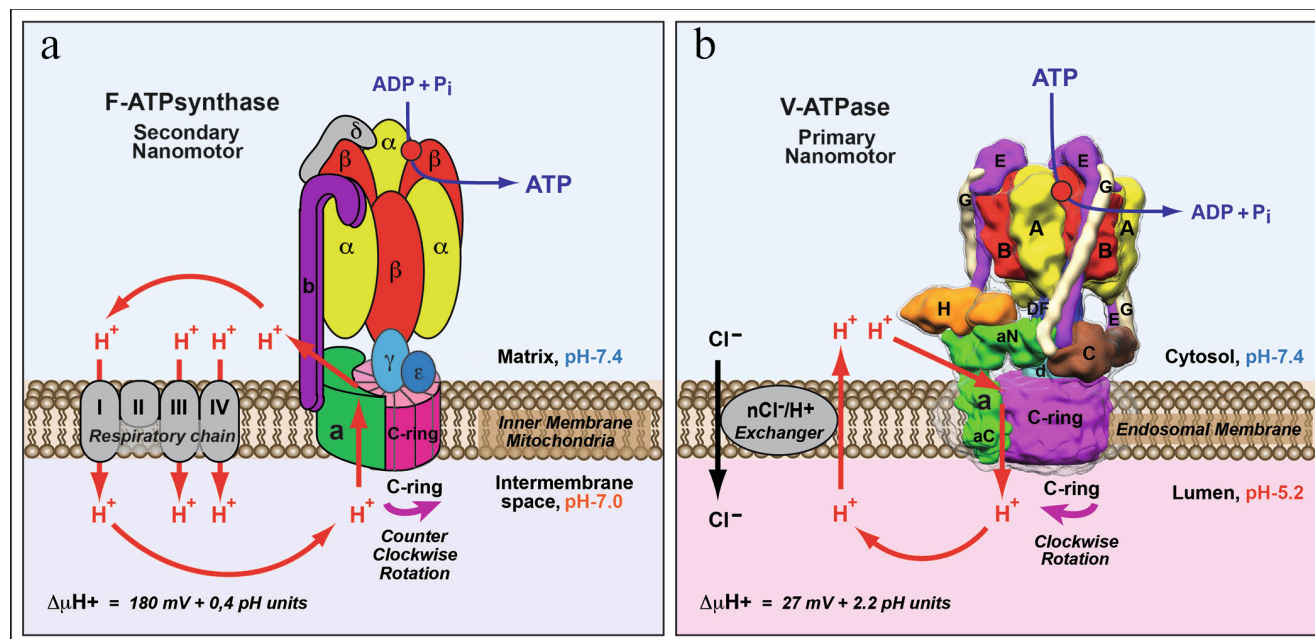 a
F-ATPsynthase
Secondary
Nanomotor
ADP + Pi
ATP
δ
α
β
β
α
β
α
b
γ
ε
a
C-ring
H+
H+
H+
H+
I
II
III
IV
Respiratory chain
H+
H+
H+
H+
Matrix, pH-7.4
Inner Membrane
Mitochondria
Intermembrane
space, pH-7.0
C-ring
Counter
Clockwise
Rotation
ΔμH+ = 180 mV + 0,4 pH units
b
V-ATPase
Primary
Nanomotor
ATP
ADP + Pi
E
E
G
G
A
A
B
B
H
DF
E
G
aN
C
d
a
aC
C-ring
Cl−
H+
H+
nCl−/H+
Exchanger
Cl−
H+
H+
Cytosol, pH-7.4
Endosomal Membrane
Lumen, pH-5.2
C-ring
Clockwise
Rotation
ΔμH+ = 27 mV + 2.2 pH units